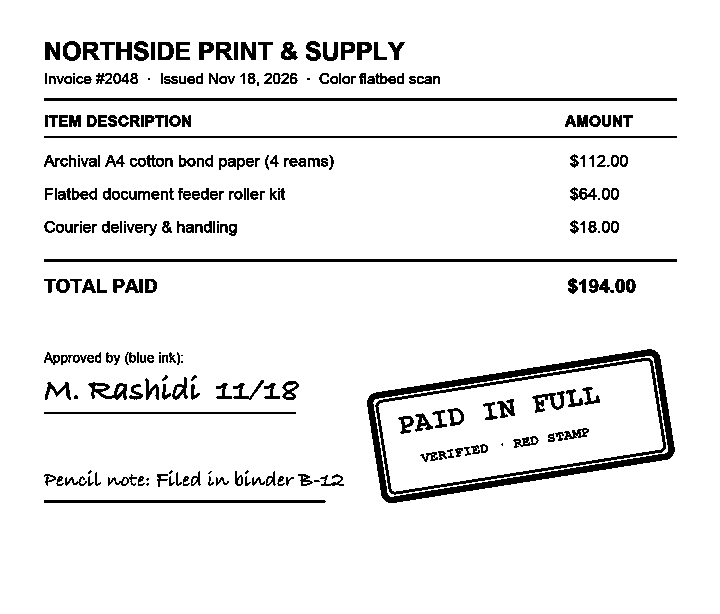 NORTHSIDE PRINT & SUPPLY
Invoice #2048 · Issued Nov 18, 2026 · Color flatbed scan
ITEM DESCRIPTION AMOUNT
Archival A4 cotton bond paper (4 reams) $112.00
Flatbed document feeder roller kit $64.00
Courier delivery & handling $18.00
TOTAL PAID $194.00
Approved by (blue ink):
M. Rashidi 11/18
PAID IN FULL
VERIFIED · RED STAMP
Pencil note: Filed in binder B-12